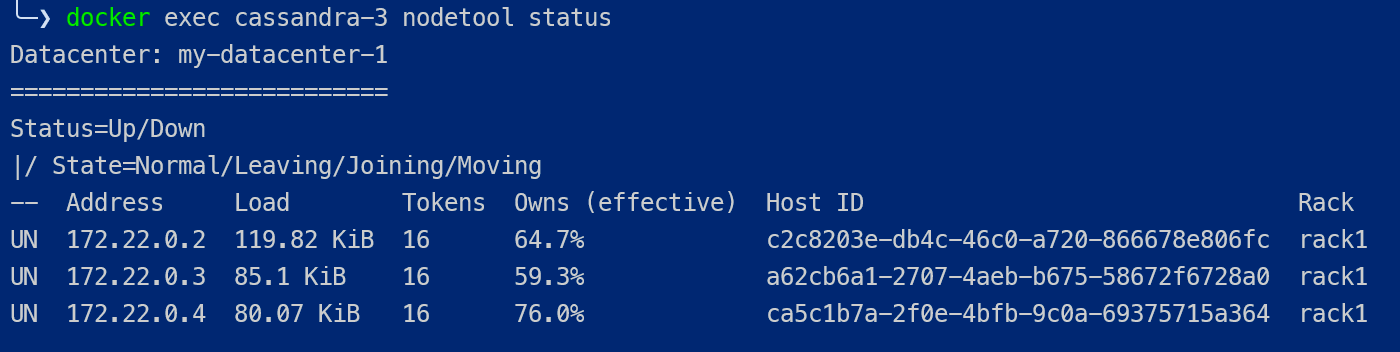 ╰─❯ docker exec cassandra-3 nodetool status
Datacenter: my-datacenter-1
===========================
Status=Up/Down
|/ State=Normal/Leaving/Joining/Moving
-- Address Load Tokens Owns (effective) Host ID Rack
UN 172.22.0.2 119.82 KiB 16 64.7% c2c8203e-db4c-46c0-a720-866678e806fc rack1
UN 172.22.0.3 85.1 KiB 16 59.3% a62cb6a1-2707-4aeb-b675-58672f6728a0 rack1
UN 172.22.0.4 80.07 KiB 16 76.0% ca5c1b7a-2f0e-4bfb-9c0a-69375715a364 rack1